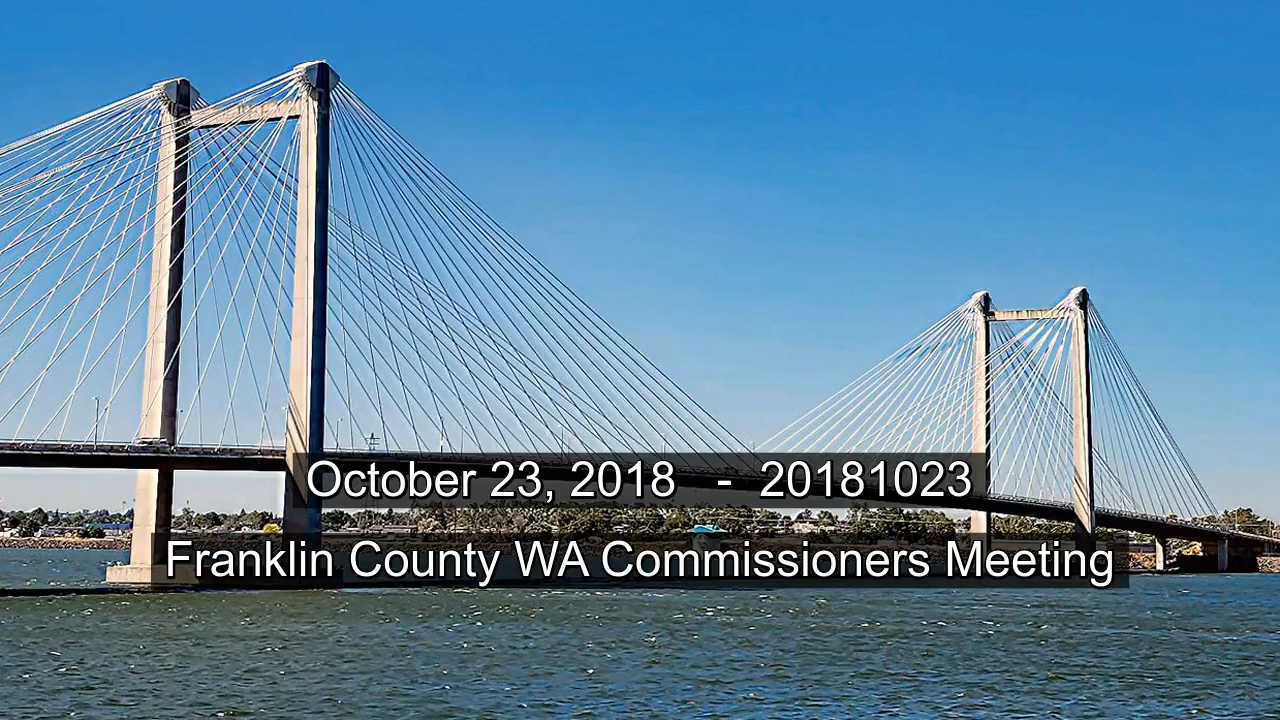 October 23, 2018 - 20181023
Franklin County WA Commissioners Meeting